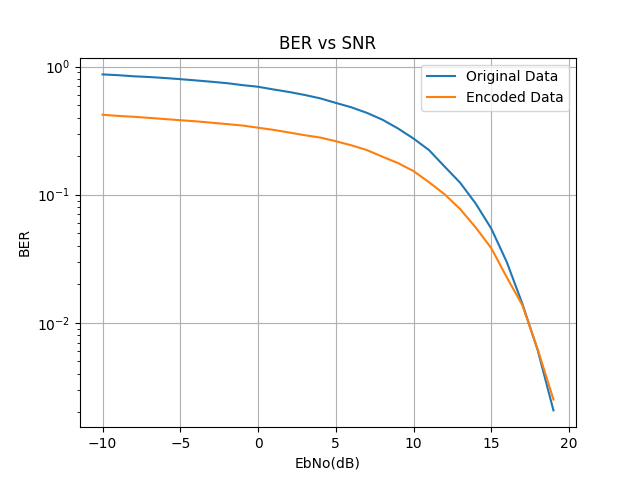 BER vs SNR
Original Data
Encoded Data
10⁰
10⁻¹
10⁻²
BER
−10
−5
0
5
10
15
20
EbNo(dB)